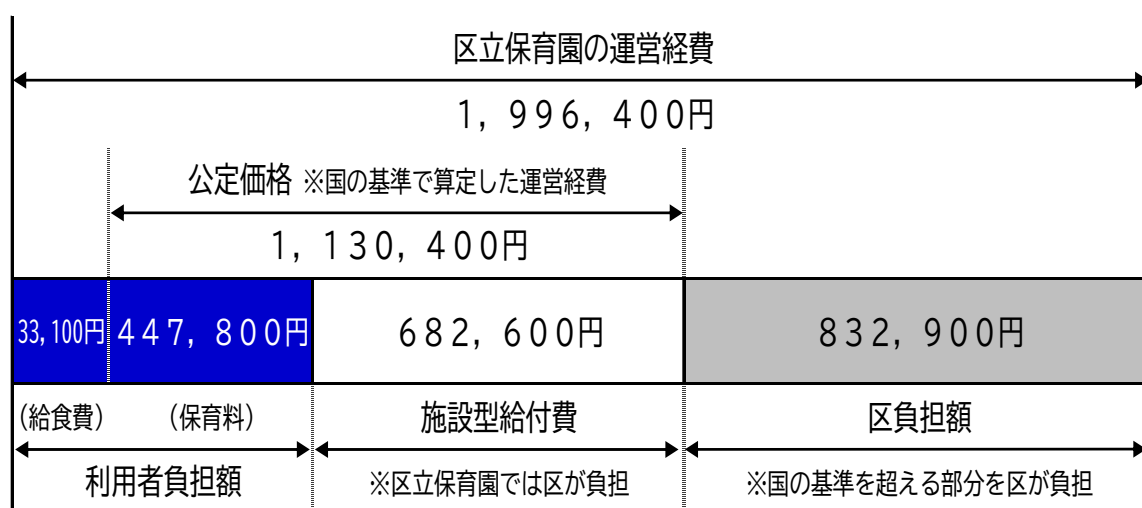 区立保育園の運営経費
１，９９６，４００円
公定価格 ※国の基準で算定した運営経費
１，１３０，４００円
33,100円 ４４７，８００円 ６８２，６００円 ８３２，９００円
（給食費） （保育料） 施設型給付費 区負担額
利用者負担額 ※区立保育園では区が負担 ※国の基準を超える部分を区が負担